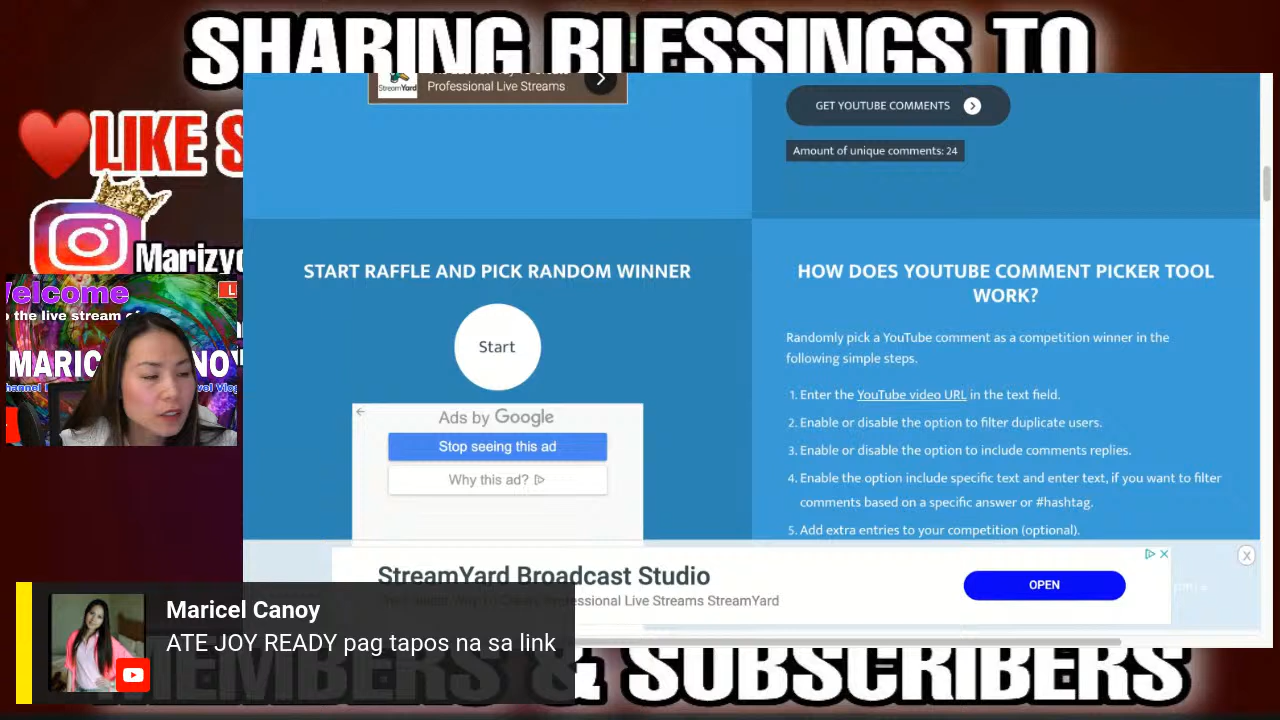 SHARING BLESSINGS TO
LIKE S
Marizyo
Welcome
o the live stream of
MARIC
NO
hannel
vel Vlog
StreamYard
Professional Live Streams
GET YOUTUBE COMMENTS
Amount of unique comments: 24
START RAFFLE AND PICK RANDOM WINNER
Start
Ads by Google
Stop seeing this ad
Why this ad?
HOW DOES YOUTUBE COMMENT PICKER TOOL
WORK?
Randomly pick a YouTube comment as a competition winner in the
following simple steps.
1. Enter the YouTube video URL in the text field.
2. Enable or disable the option to filter duplicate users.
3. Enable or disable the option to include comments replies.
4. Enable the option include specific text and enter text, if you want to filter
comments based on a specific answer or #hashtag.
5. Add extra entries to your competition (optional).
StreamYard Broadcast Studio
ssional Live Streams StreamYard
OPEN
X
Maricel Canoy
ATE JOY READY pag tapos na sa link
MEMBERS & SUBSCRIBERS